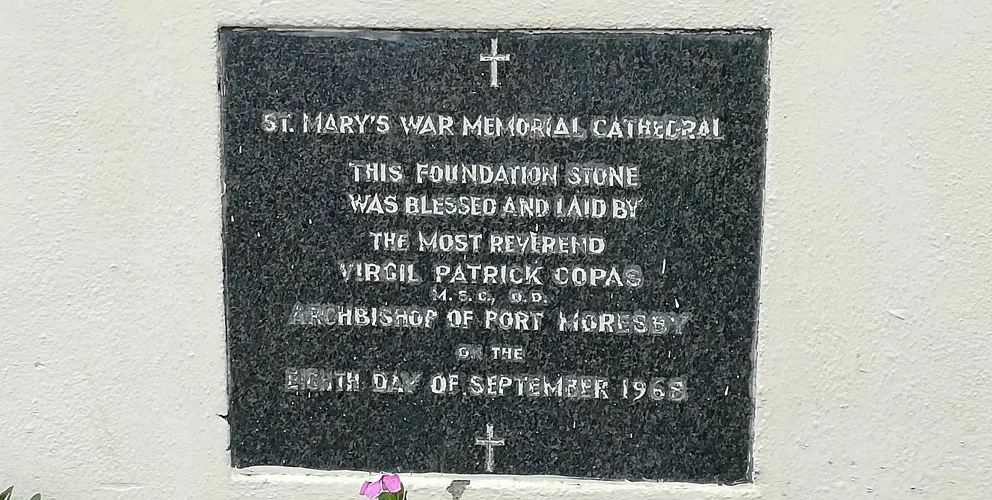 ST. MARY'S WAR MEMORIAL CATHEDRAL
THIS FOUNDATION STONE
WAS BLESSED AND LAID BY
THE MOST REVEREND
VIRGIL PATRICK COPAS
M.S.C., D.D.
ARCHBISHOP OF PORT MORESBY
ON THE
EIGHTH DAY OF SEPTEMBER 1968